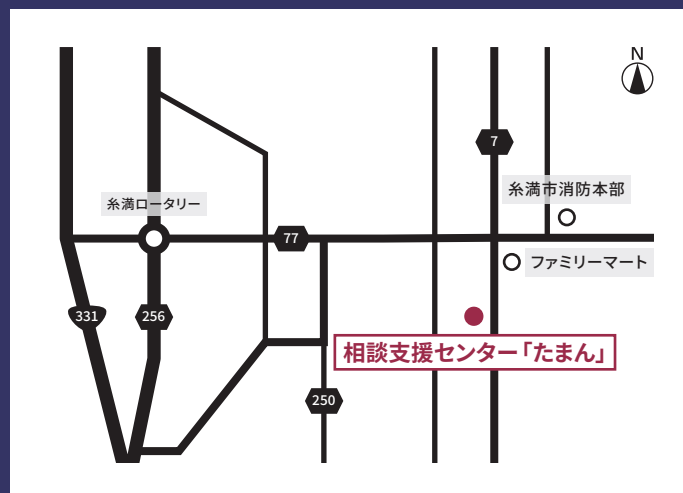 N
7
糸満市消防本部
糸満ロータリー
77
ファミリーマート
331
256
相談支援センター「たまん」
250